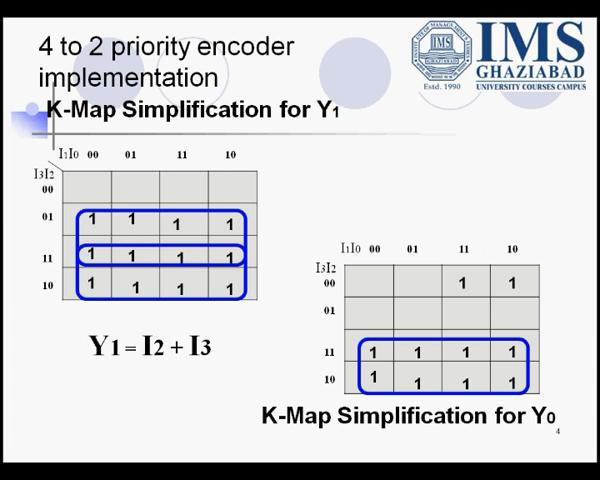 4 to 2 priority encoder
implementation
K-Map Simplification for Y1
IMS
Estd. 1990
IMS
GHAZIABAD
UNIVERSITY COURSES CAMPUS
I1I0 00 01 11 10
I3I2
00
01 1 1 1 1
11 1 1 1 1
10 1 1 1 1
Y1 = I2 + I3
I1I0 00 01 11 10
I3I2
00 1 1
01
11 1 1 1 1
10 1 1 1 1
K-Map Simplification for Y0
4